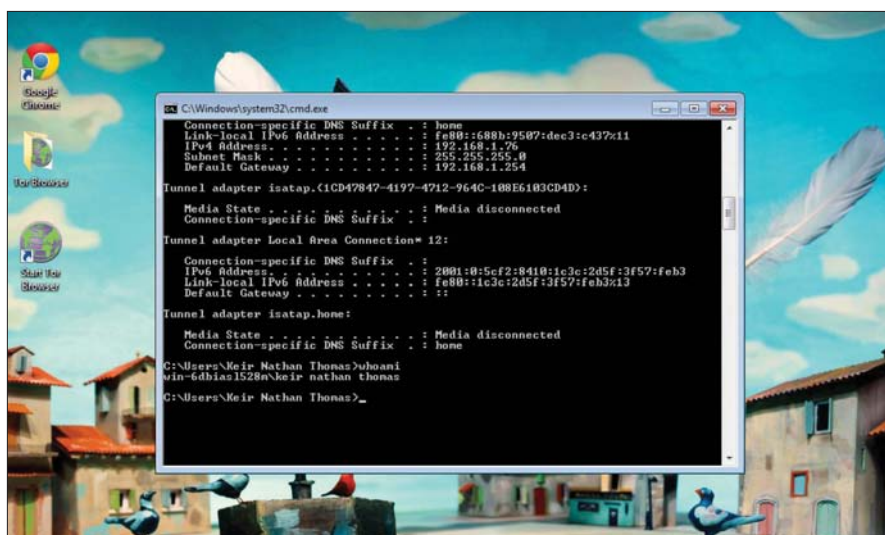 Google
Chrome
Tor Browser
Start Tor
Browser
C:\Windows\system32\cmd.exe
Connection-specific DNS Suffix . : home
Link-local IPv6 Address . . . . . : fe80::688b:9507:dec3:c437%11
IPv4 Address. . . . . . . . . . . : 192.168.1.76
Subnet Mask . . . . . . . . . . . : 255.255.255.0
Default Gateway . . . . . . . . . : 192.168.1.254
Tunnel adapter isatap.{1CD47847-4197-4712-964C-108E6103CD4D}:
Media State . . . . . . . . . . . : Media disconnected
Connection-specific DNS Suffix . :
Tunnel adapter Local Area Connection* 12:
Connection-specific DNS Suffix . :
IPv6 Address. . . . . . . . . . . : 2001:0:5cf2:8410:1c3c:2d5f:3f57:feb3
Link-local IPv6 Address . . . . . : fe80::1c3c:2d5f:3f57:feb3%13
Default Gateway . . . . . . . . . : ::
Tunnel adapter isatap.home:
Media State . . . . . . . . . . . : Media disconnected
Connection-specific DNS Suffix . : home
C:\Users\Keir Nathan Thomas>whoami
win-6dbiasl528m\keir nathan thomas
C:\Users\Keir Nathan Thomas>_